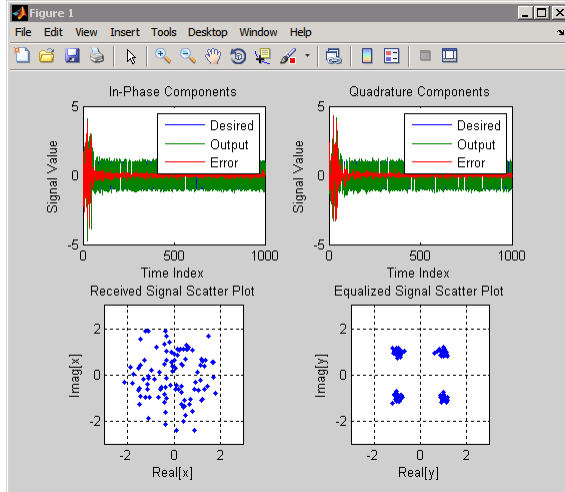 Figure 1
File Edit View Insert Tools Desktop Window Help
In-Phase Components
Quadrature Components
5
0
-5
Signal Value
Desired
Output
Error
0 500 1000
Time Index
5
0
-5
Signal Value
Desired
Output
Error
0 500 1000
Time Index
Received Signal Scatter Plot
Equalized Signal Scatter Plot
2
0
-2
Imag[x]
-2 0 2
Real[x]
2
0
-2
Imag[y]
-2 0 2
Real[y]